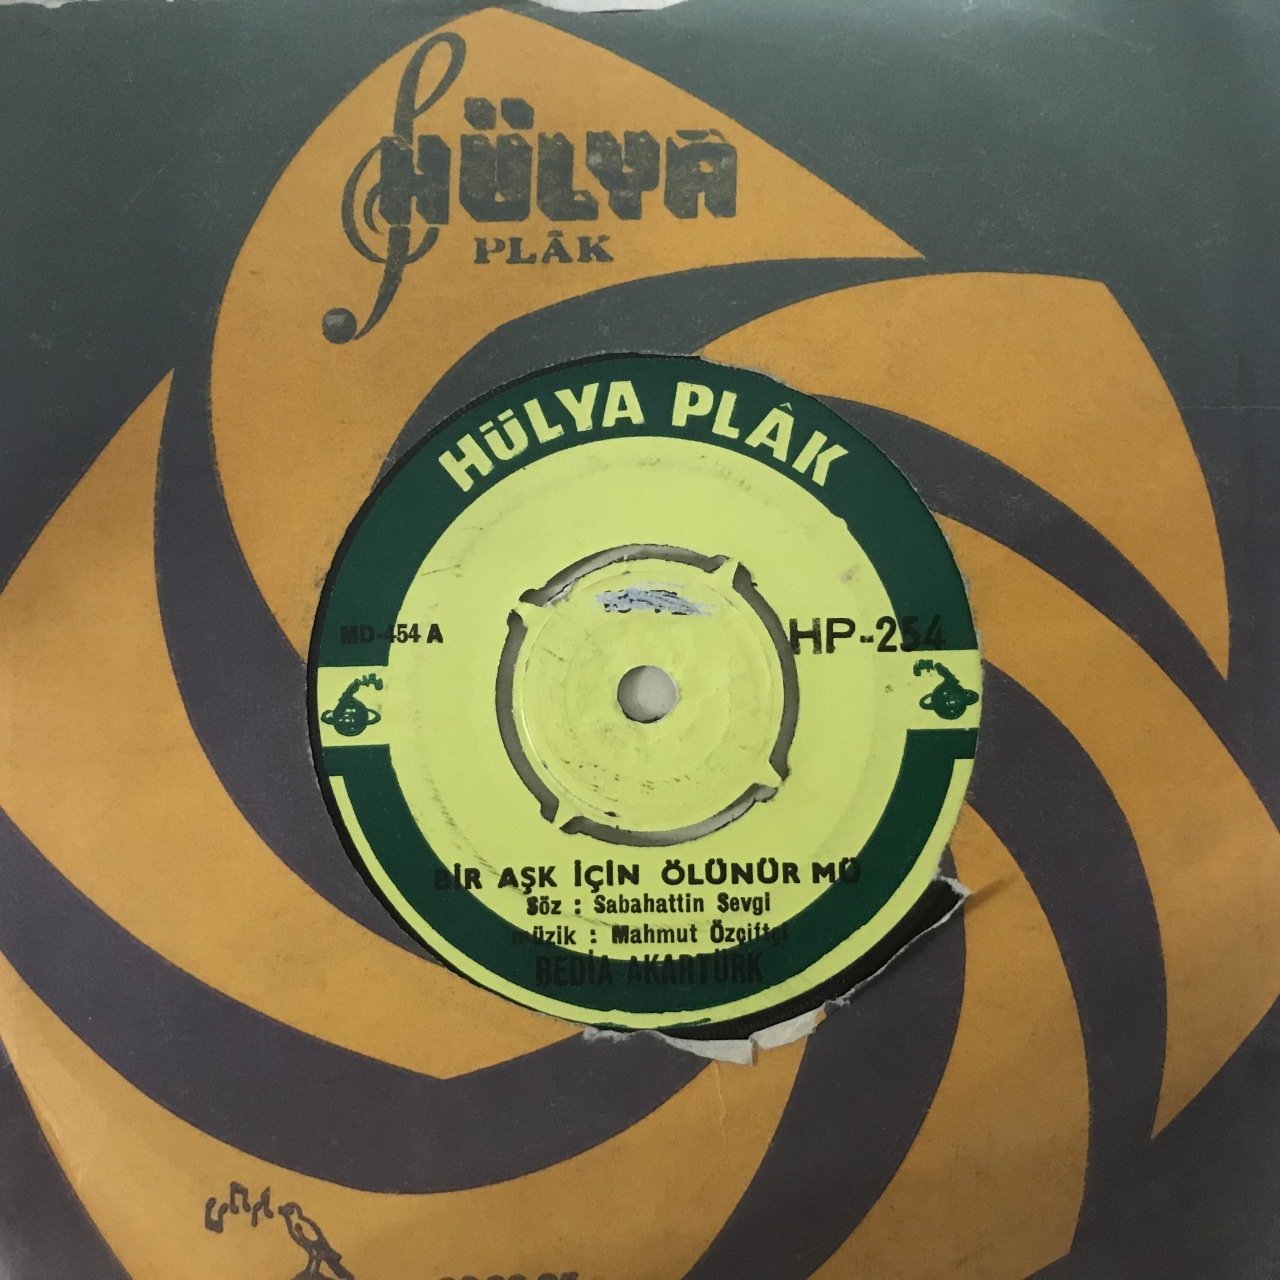 HÜLYA
PLÂK
HÜLYA PLÂK
MD-454 A
HP-254
BİR AŞK İÇİN ÖLÜNÜR MÜ
Söz : Sabahattin Sevgi
müzik : Mahmut Özçiftçi
BEDİA AKARTÜRK